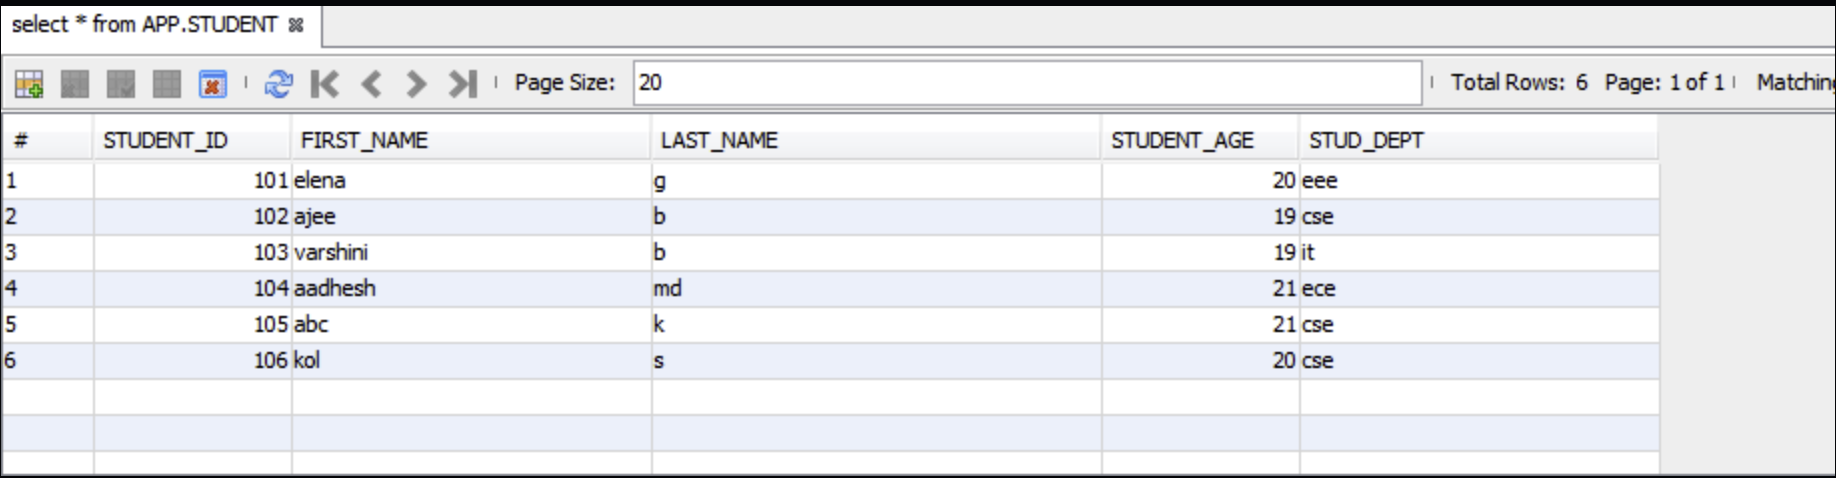 select * from APP.STUDENT
Page Size: 20 Total Rows: 6 Page: 1 of 1 Matching
# STUDENT_ID FIRST_NAME LAST_NAME STUDENT_AGE STUD_DEPT
1 101 elena g 20 eee
2 102 ajee b 19 cse
3 103 varshini b 19 it
4 104 aadhesh md 21 ece
5 105 abc k 21 cse
6 106 kol s 20 cse